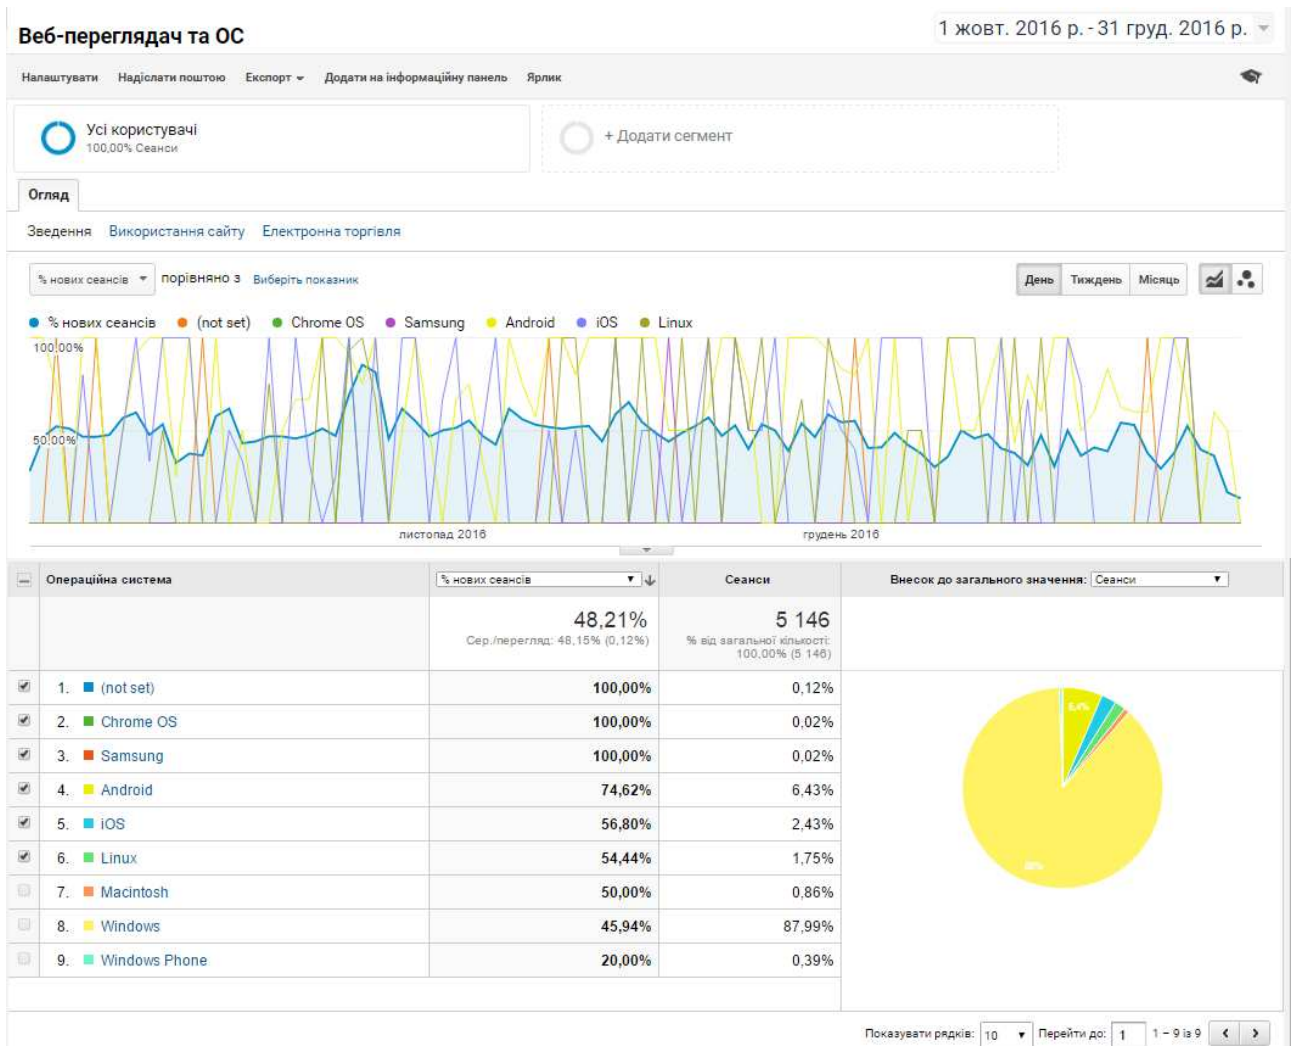 Веб-переглядач та ОС
1 жовт. 2016 р. - 31 груд. 2016 р.
Налаштувати Надіслати поштою Експорт Додати на інформаційну панель Ярлик
Усі користувачі
100,00% Сеанси
+ Додати сегмент
Огляд
Зведення Використання сайту Електронна торгівля
% нових сеансів порівняно з Виберіть показник
День Тиждень Місяць
% нових сеансів (not set) Chrome OS Samsung Android iOS Linux
100,00%
50,00%
листопад 2016 грудень 2016
Операційна система % нових сеансів Сеанси Внесок до загального значення: Сеанси
48,21% 5 146
Сер./перегляд: 48,15% (0,12%) % від загальної кількості:
100,00% (5 146)
1. (not set) 100,00% 0,12%
2. Chrome OS 100,00% 0,02%
3. Samsung 100,00% 0,02%
4. Android 74,62% 6,43%
5. iOS 56,80% 2,43%
6. Linux 54,44% 1,75%
7. Macintosh 50,00% 0,86%
8. Windows 45,94% 87,99%
9. Windows Phone 20,00% 0,39%
6,4%
88%
Показувати рядків: 10 Перейти до: 1 1 – 9 із 9